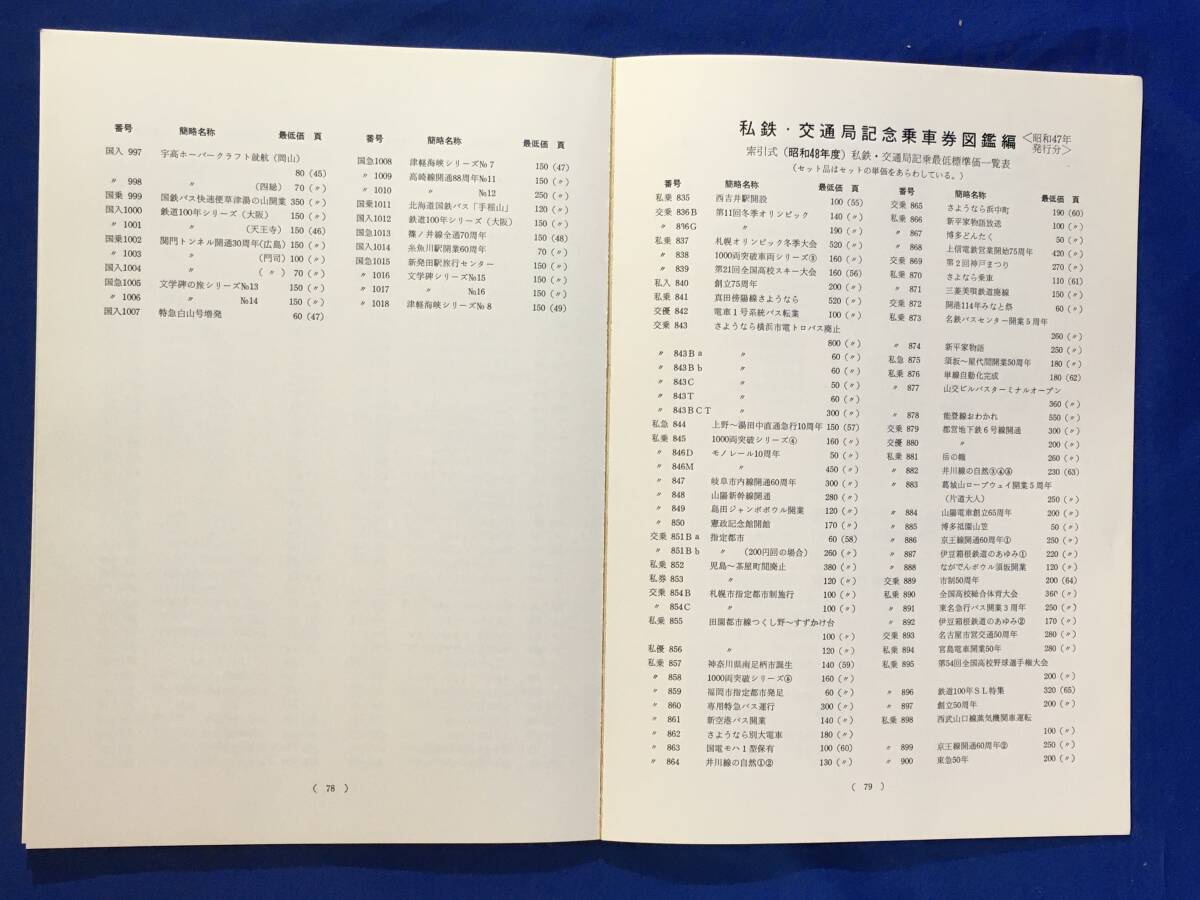 番号 簡略名称 最低価 頁
国入 997 宇高ホーバークラフト就航（岡山）
80 (45)
〃 998 〃 （四総） 70 (〃)
国乗 999 国鉄バス快速便草津湯の山開業 350 (〃)
国入1000 鉄道100年シリーズ（大阪） 150 (〃)
〃 1001 〃 （天王寺） 150 (46)
国乗1002 関門トンネル開通30周年(広島) 150 (〃)
〃 1003 〃 （門司） 100 (〃)
国入1004 〃 （〃） 70 (〃)
国急1005 文学碑の旅シリーズ№13 150 (〃)
〃 1006 〃 №14 150 (〃)
国入1007 特急白山号増発 60 (47)
番号 簡略名称 最低価 頁
国急1008 津軽海峡シリーズ№7 150 (47)
〃 1009 高崎線開通88周年№11 150 (〃)
〃 1010 〃 №12 250 (〃)
国乗1011 北海道国鉄バス「手稲山」 120 (〃)
国入1012 鉄道100年シリーズ（大阪） 150 (〃)
国急1013 篠ノ井線全通70周年 150 (48)
国入1014 糸魚川駅開業60周年 70 (〃)
国急1015 新発田駅旅行センター 150 (〃)
〃 1016 文学碑シリーズ№15 150 (〃)
〃 1017 〃 №16 150 (〃)
〃 1018 津軽海峡シリーズ№8 150 (49)
( 78 )
私鉄・交通局記念乗車券図鑑編 <昭和47年発行分>
索引式（昭和48年度）私鉄・交通局記乗最低標準価一覧表
（セット品はセットの単価をあらわしている。）
番号 簡略名称 最低価 頁
私乗 835 西吉井駅開設 100 (55)
交乗 836B 第11回冬季オリンピック 140 (〃)
〃 836G 〃 190 (〃)
私乗 837 札幌オリンピック冬季大会 520 (〃)
〃 838 1000両突破車両シリーズ③ 160 (〃)
〃 839 第21回全国高校スキー大会 160 (56)
私入 840 創立75周年 200 (〃)
私乗 841 真田傍陽線さようなら 520 (〃)
交優 842 電車1号系統バス転業 100 (〃)
交乗 843 さようなら横浜市電トロバス廃止
800 (〃)
〃 843Ba 〃 60 (〃)
〃 843Bb 〃 60 (〃)
〃 843C 〃 50 (〃)
〃 843T 〃 60 (〃)
〃 843BCT 〃 300 (〃)
私急 844 上野～湯田中直通急行10周年 150 (57)
私乗 845 1000両突破シリーズ④ 160 (〃)
〃 846D モノレール10周年 50 (〃)
〃 846M 〃 450 (〃)
〃 847 岐阜市内線開通60周年 300 (〃)
〃 848 山陽新幹線開通 280 (〃)
〃 849 島田ジャンボボウル開業 120 (〃)
〃 850 憲政記念館開館 170 (〃)
交乗 851Ba 指定都市 60 (58)
〃 851Bb 〃 （200円回の場合） 260 (〃)
私乗 852 児島～茶屋町間廃止 380 (〃)
私券 853 〃 120 (〃)
交乗 854B 札幌市指定都市制施行 100 (〃)
〃 854C 〃 100 (〃)
私乗 855 田園都市線つくし野～すずかけ台
100 (〃)
私優 856 〃 120 (〃)
私乗 857 神奈川県南足柄市誕生 140 (59)
〃 858 1000両突破シリーズ⑤ 160 (〃)
〃 859 福岡市指定都市発足 60 (〃)
〃 860 専用特急バス運行 300 (〃)
〃 861 新空港バス開業 140 (〃)
〃 862 さようなら別大電車 180 (〃)
〃 863 国電モハ1型保有 100 (60)
〃 864 井川線の自然①② 130 (〃)
番号 簡略名称 最低価 頁
交乗 865 さようなら浜中町 190 (60)
私乗 866 新平家物語放送 100 (〃)
〃 867 博多どんたく 50 (〃)
〃 868 上信電鉄営業開始75周年 420 (〃)
交乗 869 第2回神戸まつり 270 (〃)
私乗 870 さよなら乗車 110 (61)
〃 871 三菱美唄鉄道廃線 150 (〃)
交乗 872 開港114年みなと祭 60 (〃)
私乗 873 名鉄バスセンター開業5周年
260 (〃)
〃 874 新平家物語 250 (〃)
私急 875 須坂～屋代間開業50周年 180 (〃)
私乗 876 単線自動化完成 180 (62)
〃 877 山交ビルバスターミナルオープン
360 (〃)
〃 878 能登線おわかれ 550 (〃)
交乗 879 都営地下鉄6号線開通 300 (〃)
交優 880 〃 200 (〃)
私乗 881 岳の幟 260 (〃)
〃 882 井川線の自然③④⑤ 230 (63)
〃 883 葛城山ロープウェイ開業5周年
（片道大人） 250 (〃)
〃 884 山陽電車創立65周年 200 (〃)
〃 885 博多祇園山笠 50 (〃)
〃 886 京王線開通60周年① 250 (〃)
〃 887 伊豆箱根鉄道のあゆみ① 220 (〃)
〃 888 ながでんボウル須坂開業 120 (〃)
交乗 889 市制50周年 200 (64)
私乗 890 全国高校総合体育大会 360 (〃)
〃 891 東名急行バス開業3周年 250 (〃)
〃 892 伊豆箱根鉄道のあゆみ② 170 (〃)
交乗 893 名古屋市営交通50周年 280 (〃)
私乗 894 宮島電車開業50年 280 (〃)
私乗 895 第54回全国高校野球選手権大会
200 (〃)
〃 896 鉄道100年SL特集 320 (65)
〃 897 創立50周年 200 (〃)
私乗 898 西武山口線蒸気機関車運転
100 (〃)
〃 899 京王線開通60周年② 250 (〃)
〃 900 東急50年 200 (〃)
( 79 )